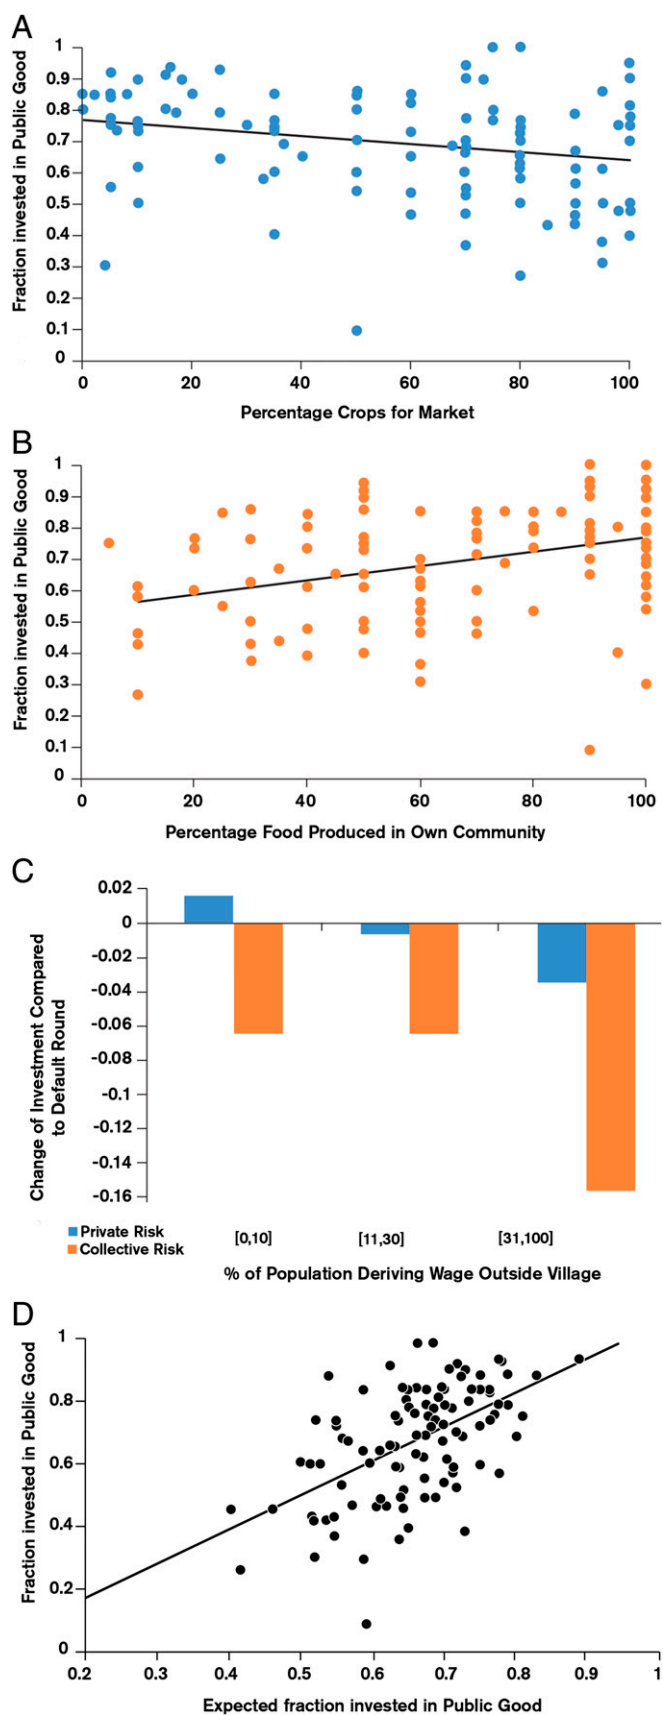 A
Fraction invested in Public Good
1
0.9
0.8
0.7
0.6
0.5
0.4
0.3
0.2
0.1
0
0 20 40 60 80 100
Percentage Crops for Market
B
Fraction invested in Public Good
1
0.9
0.8
0.7
0.6
0.5
0.4
0.3
0.2
0.1
0
0 20 40 60 80 100
Percentage Food Produced in Own Community
C
Change of Investment Compared
to Default Round
0.02
0
-0.02
-0.04
-0.06
-0.08
-0.1
-0.12
-0.14
-0.16
Private Risk
Collective Risk
[0,10] [11,30] [31,100]
% of Population Deriving Wage Outside Village
D
Fraction invested in Public Good
1
0.8
0.6
0.4
0.2
0
0.2 0.3 0.4 0.5 0.6 0.7 0.8 0.9 1
Expected fraction invested in Public Good